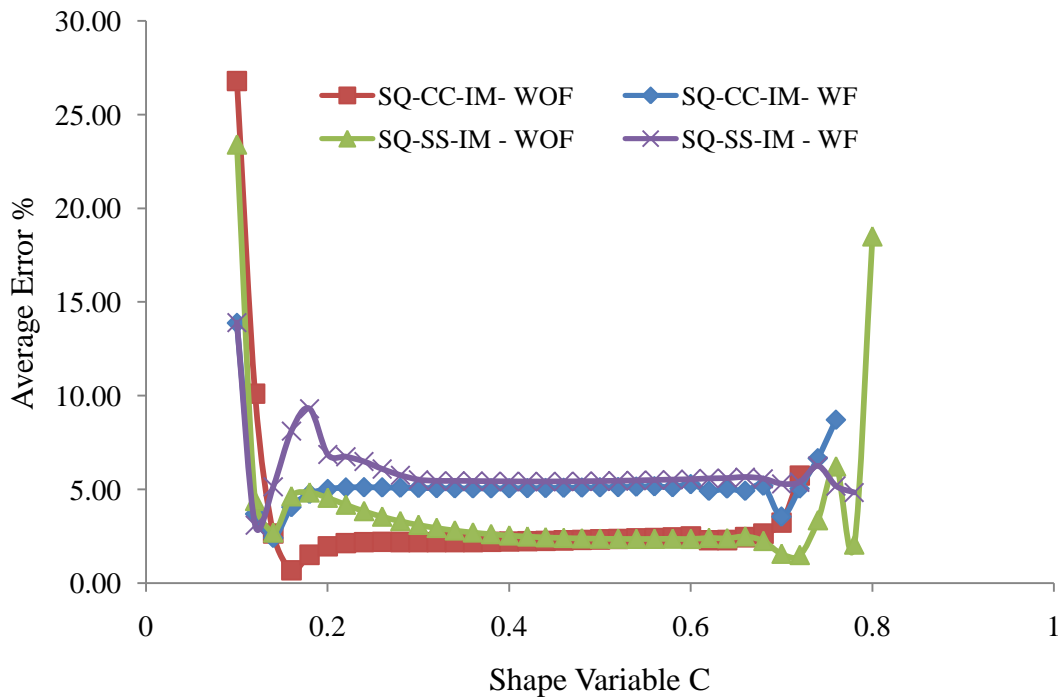 30.00
25.00
20.00
15.00
10.00
5.00
0.00
Average Error %
SQ-CC-IM- WOF
SQ-CC-IM- WF
SQ-SS-IM - WOF
SQ-SS-IM - WF
0
0.2
0.4
0.6
0.8
1
Shape Variable C